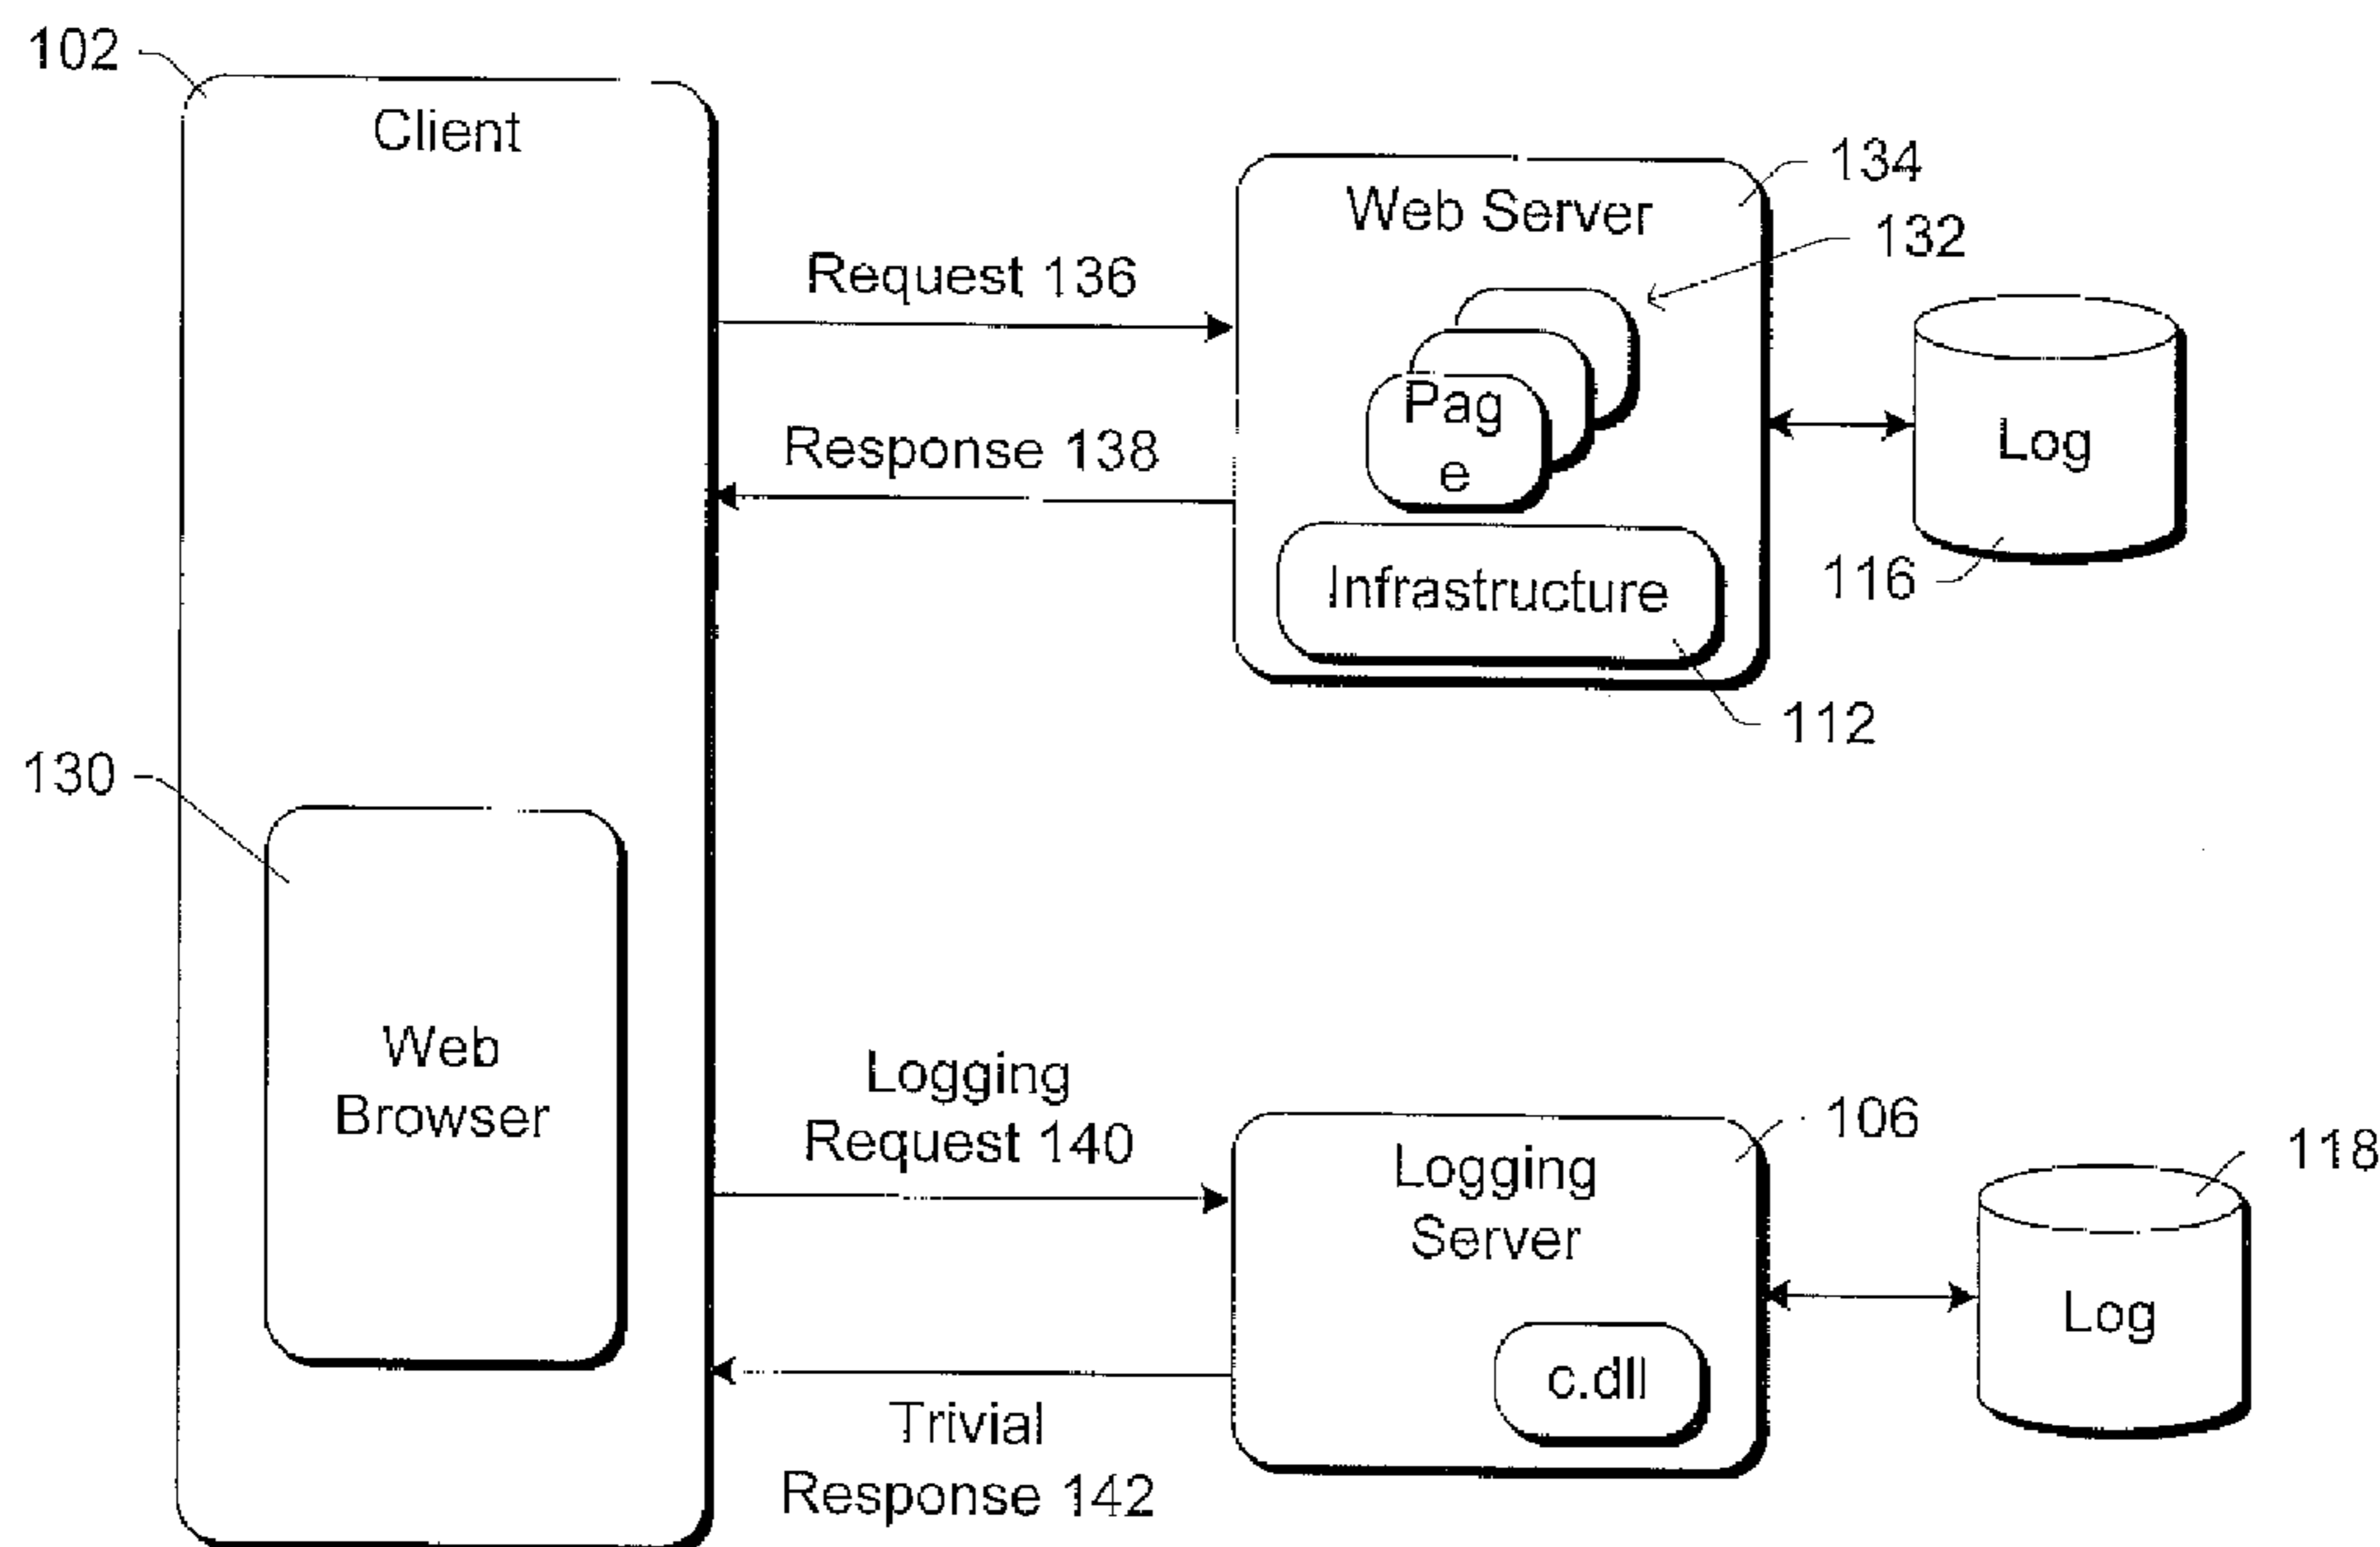 102
Client
134
Web Server
132
Request 136
Pag
e
Response 138
Log
Infrastructure
116
112
130
Web
Browser
Logging
Request 140
106
118
Logging
Server
Log
c.dll
Trivial
Response 142